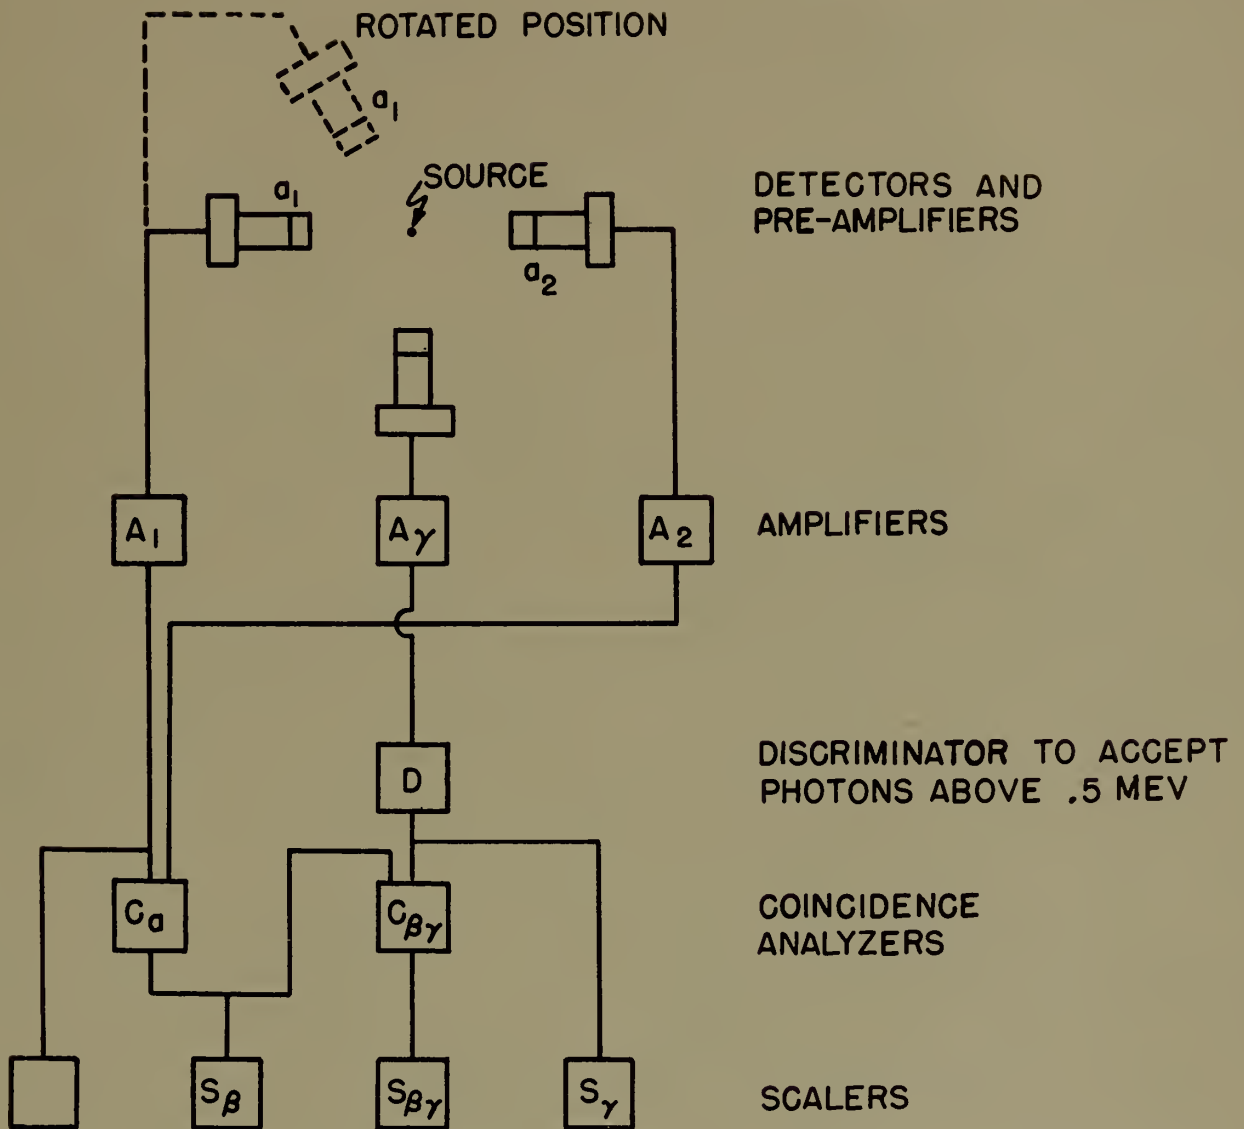 ROTATED POSITION
a1
SOURCE
a1
a2
DETECTORS AND
PRE-AMPLIFIERS
A1
Aγ
A2
AMPLIFIERS
D
DISCRIMINATOR TO ACCEPT
PHOTONS ABOVE .5 MEV
Ca
Cβγ
COINCIDENCE
ANALYZERS
Sβ
Sβγ
Sγ
SCALERS